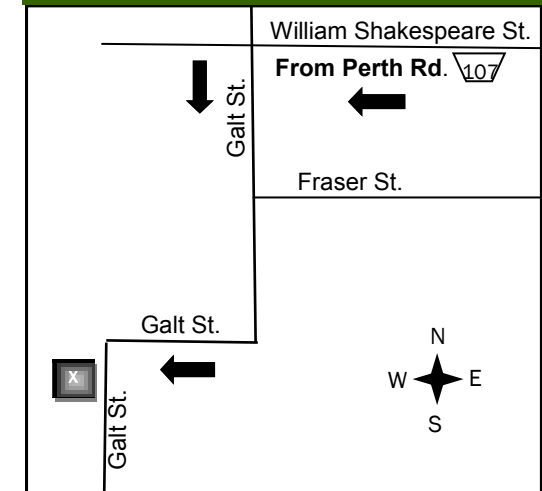 William Shakespeare St.
From Perth Rd. 107
Galt St.
Fraser St.
Galt St.
N
W E
S
X
Galt St.